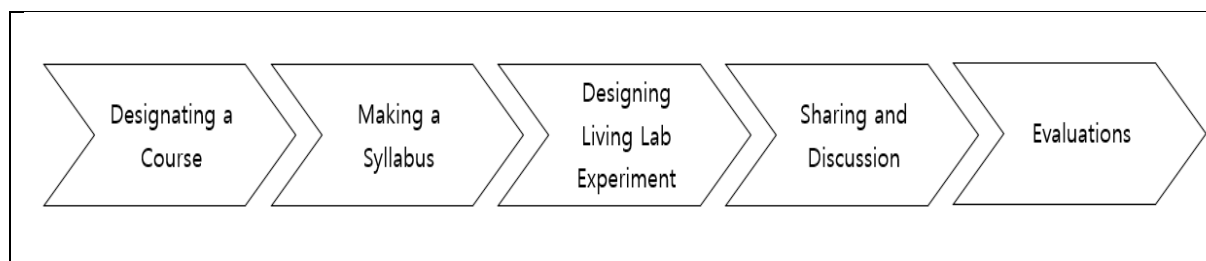 Designating a
Course
Making a
Syllabus
Designing
Living Lab
Experiment
Sharing and
Discussion
Evaluations